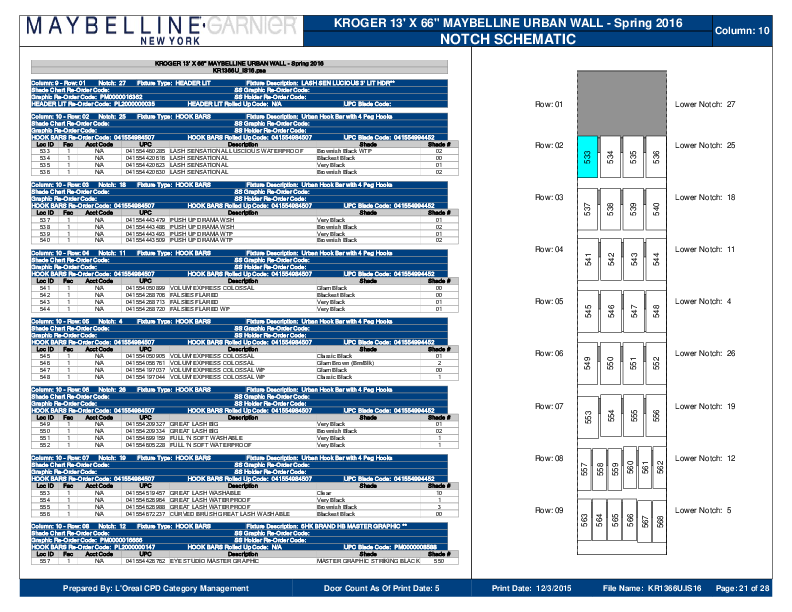 MAYBELLINE GARNIER
NEW YORK
KROGER 13' X 66" MAYBELLINE URBAN WALL - Spring 2016
NOTCH SCHEMATIC
Column: 10
KROGER 13' X 66" MAYBELLINE URBAN WALL - Spring 2016
KR1366UJS16.psa
Column: 9 - Row: 01 Notch: 27 Fixture Type: HEADER LIT Fixture Description: LASH SEN LUCIOUS 3' LIT HDR**
Shade Chart Re-Order Code: SS Graphic Re-Order Code:
Graphic Re-Order Code: PM0000016362 SS Holder Re-Order Code:
HEADER LIT Re-Order Code: PL2000000035 HEADER LIT Rolled Up Code: N/A UPC Blade Code:
Column: 10 - Row: 02 Notch: 25 Fixture Type: HOOK BARS Fixture Description: Urban Hook Bar with 4 Peg Hooks
Shade Chart Re-Order Code: SS Graphic Re-Order Code:
Graphic Re-Order Code: SS Holder Re-Order Code:
HOOK BARS Re-Order Code: 041554984507 HOOK BARS Rolled Up Code: 041554984507 UPC Blade Code: 041554994452
Loc ID Fac Acct Code UPC Description Shade Shade #
533 1 N/A 041554460285 LASH SENSATIONAL LUSCIOUS WATERPROOF Brownish Black WTP 02
534 1 N/A 041554420616 LASH SENSATIONAL Blackest Black 00
535 1 N/A 041554420623 LASH SENSATIONAL Very Black 01
536 1 N/A 041554420630 LASH SENSATIONAL Brownish Black 02
Column: 10 - Row: 03 Notch: 18 Fixture Type: HOOK BARS Fixture Description: Urban Hook Bar with 4 Peg Hooks
Shade Chart Re-Order Code: SS Graphic Re-Order Code:
Graphic Re-Order Code: SS Holder Re-Order Code:
HOOK BARS Re-Order Code: 041554984507 HOOK BARS Rolled Up Code: 041554984507 UPC Blade Code: 041554994452
Loc ID Fac Acct Code UPC Description Shade Shade #
537 1 N/A 041554443479 PUSH UP DRAMA WSH Very Black 01
538 1 N/A 041554443486 PUSH UP DRAMA WSH Brownish Black 02
539 1 N/A 041554443493 PUSH UP DRAMA WTP Very Black 01
540 1 N/A 041554443509 PUSH UP DRAMA WTP Brownish Black 02
Column: 10 - Row: 04 Notch: 11 Fixture Type: HOOK BARS Fixture Description: Urban Hook Bar with 4 Peg Hooks
Shade Chart Re-Order Code: SS Graphic Re-Order Code:
Graphic Re-Order Code: SS Holder Re-Order Code:
HOOK BARS Re-Order Code: 041554984507 HOOK BARS Rolled Up Code: 041554984507 UPC Blade Code: 041554994452
Loc ID Fac Acct Code UPC Description Shade Shade #
541 1 N/A 041554050899 VOLUM EXPRESS COLOSSAL Glam Black 00
542 1 N/A 041554268706 FALSIES FLARED Blackest Black 00
543 1 N/A 041554268713 FALSIES FLARED Very Black 01
544 1 N/A 041554268720 FALSIES FLARED WP Very Black 01
Column: 10 - Row: 05 Notch: 4 Fixture Type: HOOK BARS Fixture Description: Urban Hook Bar with 4 Peg Hooks
Shade Chart Re-Order Code: SS Graphic Re-Order Code:
Graphic Re-Order Code: SS Holder Re-Order Code:
HOOK BARS Re-Order Code: 041554984507 HOOK BARS Rolled Up Code: 041554984507 UPC Blade Code: 041554994452
Loc ID Fac Acct Code UPC Description Shade Shade #
545 1 N/A 041554050905 VOLUM EXPRESS COLOSSAL Classic Black 01
546 1 N/A 041554058761 VOLUM EXPRESS COLOSSAL Glam Brown (Brn/Blk) 2
547 1 N/A 041554197037 VOLUM EXPRESS COLOSSAL WP Glam Black 00
548 1 N/A 041554197044 VOLUM EXPRESS COLOSSAL WP Classic Black 1
Column: 10 - Row: 06 Notch: 26 Fixture Type: HOOK BARS Fixture Description: Urban Hook Bar with 4 Peg Hooks
Shade Chart Re-Order Code: SS Graphic Re-Order Code:
Graphic Re-Order Code: SS Holder Re-Order Code:
HOOK BARS Re-Order Code: 041554984507 HOOK BARS Rolled Up Code: 041554984507 UPC Blade Code: 041554994452
Loc ID Fac Acct Code UPC Description Shade Shade #
549 1 N/A 041554209327 GREAT LASH BIG Very Black 01
550 1 N/A 041554209334 GREAT LASH BIG Brownish Black 02
551 1 N/A 041554699159 FULL 'N SOFT WASHABLE Very Black 1
552 1 N/A 041554605228 FULL 'N SOFT WATERPROOF Very Black 1
Column: 10 - Row: 07 Notch: 19 Fixture Type: HOOK BARS Fixture Description: Urban Hook Bar with 4 Peg Hooks
Shade Chart Re-Order Code: SS Graphic Re-Order Code:
Graphic Re-Order Code: SS Holder Re-Order Code:
HOOK BARS Re-Order Code: 041554984507 HOOK BARS Rolled Up Code: 041554984507 UPC Blade Code: 041554994452
Loc ID Fac Acct Code UPC Description Shade Shade #
553 1 N/A 041554919457 GREAT LASH WASHABLE Clear 10
554 1 N/A 041554626964 GREAT LASH WATERPROOF Very Black 1
555 1 N/A 041554626988 GREAT LASH WATERPROOF Brownish Black 3
556 1 N/A 041554672237 CURVED BRUSH GREAT LASH WASHABLE Blackest Black 00
Column: 10 - Row: 08 Notch: 12 Fixture Type: HOOK BARS Fixture Description: 6HK BRAND HB MASTER GRAPHIC **
Shade Chart Re-Order Code: SS Graphic Re-Order Code:
Graphic Re-Order Code: PM0000016666 SS Holder Re-Order Code:
HOOK BARS Re-Order Code: PL2000000147 HOOK BARS Rolled Up Code: N/A UPC Blade Code: PM0000008598
Loc ID Fac Acct Code UPC Description Shade Shade #
557 1 N/A 041554426762 EYE STUDIO MASTER GRAPHIC MASTER GRAPHIC STRIKING BLACK 550
Row: 01 Lower Notch: 27
Row: 02 533 534 535 536 Lower Notch: 25
Row: 03 537 538 539 540 Lower Notch: 18
Row: 04 541 542 543 544 Lower Notch: 11
Row: 05 545 546 547 548 Lower Notch: 4
Row: 06 549 550 551 552 Lower Notch: 26
Row: 07 553 554 555 556 Lower Notch: 19
Row: 08 557 558 559 560 561 562 Lower Notch: 12
Row: 09 563 564 565 566 567 568 Lower Notch: 5
Prepared By: L'Oreal CPD Category Management Door Count As Of Print Date: 5 Print Date: 12/3/2015 File Name: KR1366UJS16 Page: 21 of 28